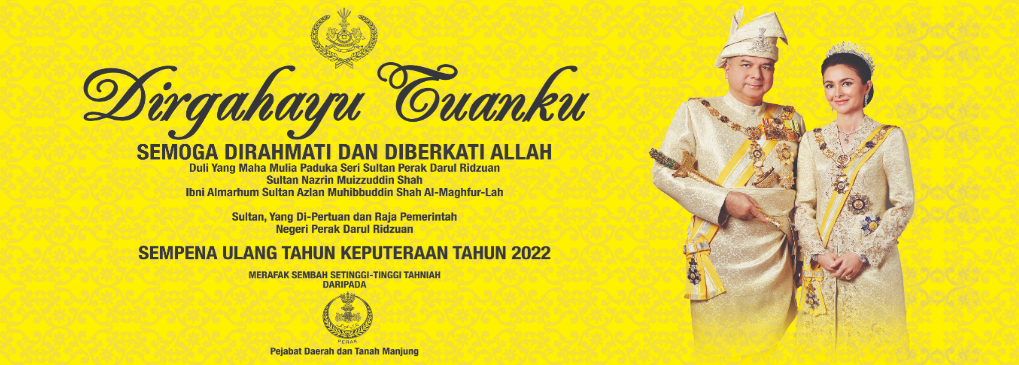 Dirgahayu Tuanku
SEMOGA DIRAHMATI DAN DIBERKATI ALLAH
Duli Yang Maha Mulia Paduka Seri Sultan Perak Darul Ridzuan
Sultan Nazrin Muizzuddin Shah
Ibni Almarhum Sultan Azlan Muhibbuddin Shah Al-Maghfur-Lah
Sultan, Yang Di-Pertuan dan Raja Pemerintah
Negeri Perak Darul Ridzuan
SEMPENA ULANG TAHUN KEPUTERAAN TAHUN 2022
MERAFAK SEMBAH SETINGGI-TINGGI TAHNIAH
DARIPADA
PERAK
Pejabat Daerah dan Tanah Manjung